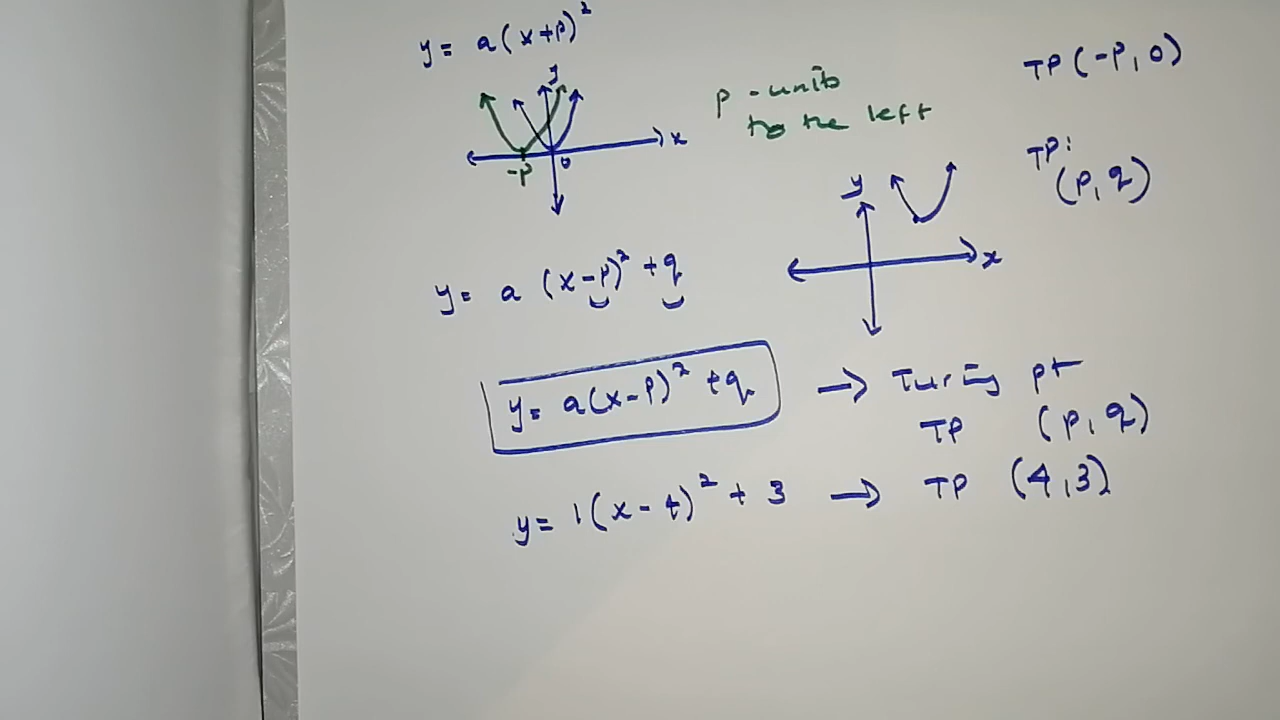 y = a(x+p)²
TP(-p, 0)
y
x
-p
0
p - units
to the left
TP:
(p, q)
y
x
y = a (x-p)² + q
y = a(x-p)² + q → Turing pt
TP (p, q)
y = 1(x - 4)² + 3 → TP (4, 3)